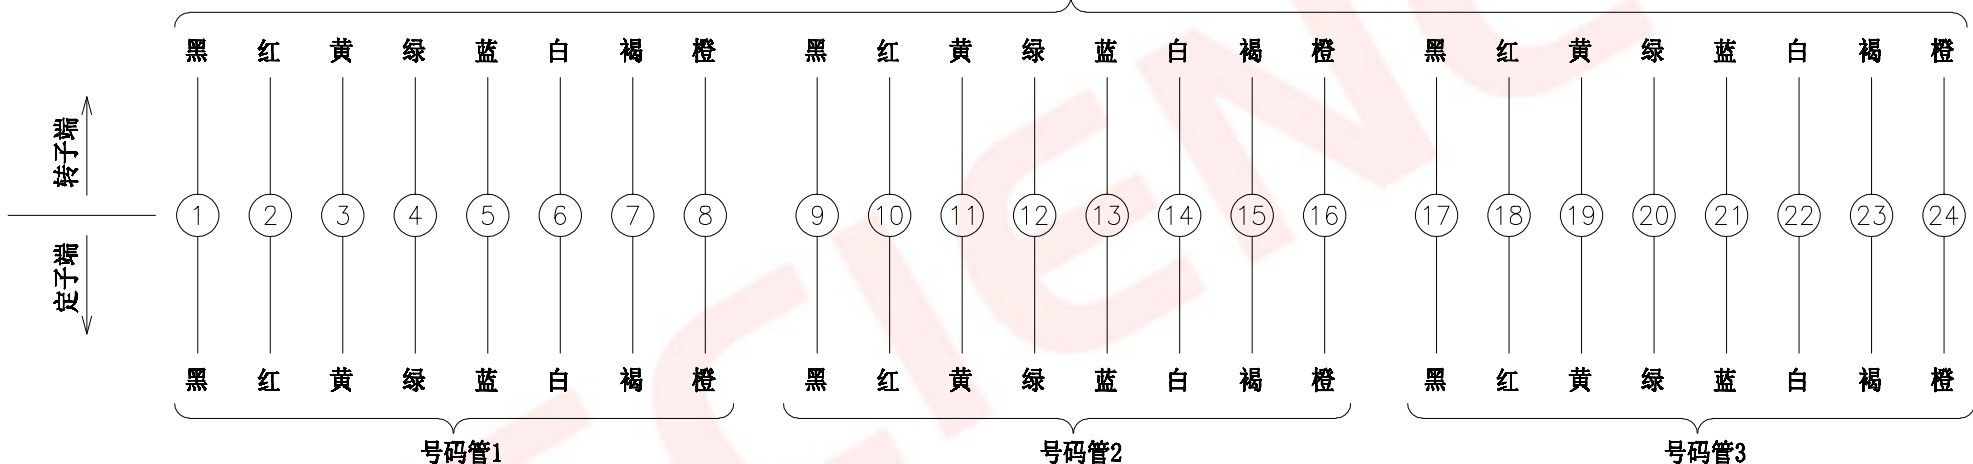 黑 红 黄 绿 蓝 白 褐 橙 黑 红 黄 绿 蓝 白 褐 橙 黑 红 黄 绿 蓝 白 褐 橙
转子端
1 2 3 4 5 6 7 8 9 10 11 12 13 14 15 16 17 18 19 20 21 22 23 24
定子端
黑 红 黄 绿 蓝 白 褐 橙 黑 红 黄 绿 蓝 白 褐 橙 黑 红 黄 绿 蓝 白 褐 橙
号码管1 号码管2 号码管3